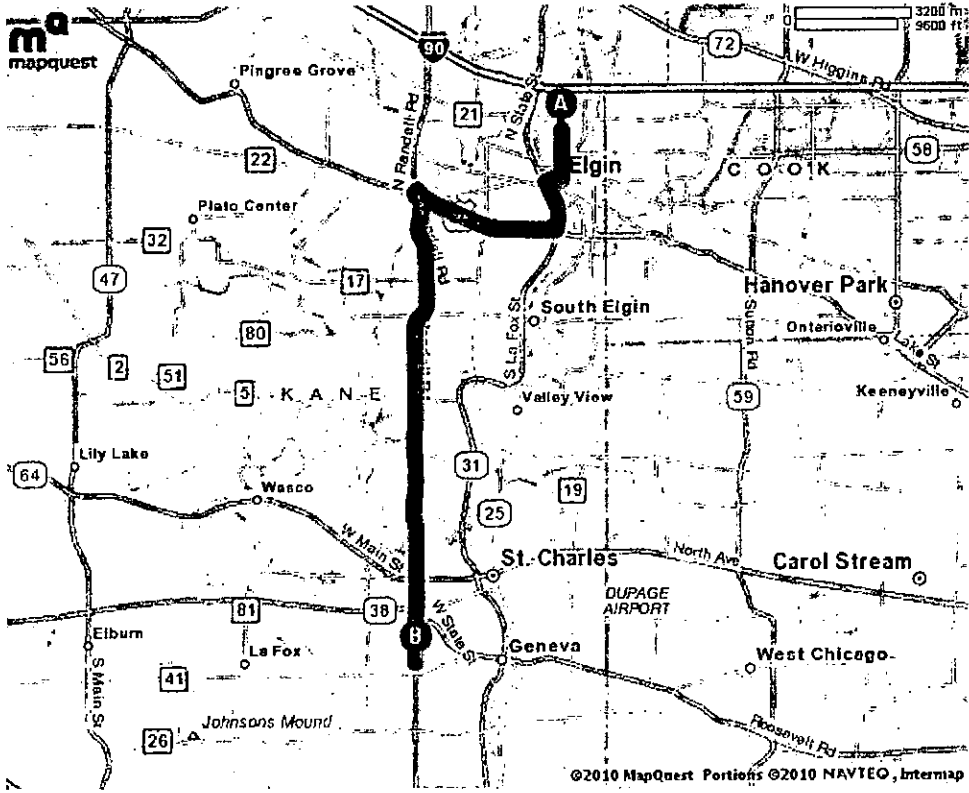 mapquest
3200 m
9600 ft
90
72
W Higgins Rd
Pingree Grove
N Randall Rd
21
N State St
A
22
Elgin
58
C O O K
Plato Center
32
47
17
Hanover Park
South Elgin
Ontarioville
Lake St
80
56
2
51
5
K A N E
S La Fox St
Valley View
Sutton Rd
59
Keeneyville
Lily Lake
64
31
Wasco
25
19
W Main St
St. Charles
North Ave
Carol Stream
DUPAGE
AIRPORT
81
38
W State St
Elburn
La Fox
Geneva
West Chicago
S Main St
41
Johnsons Mound
26
Roosevelt Rd
©2010 MapQuest Portions ©2010 NAVTEQ, Intermap